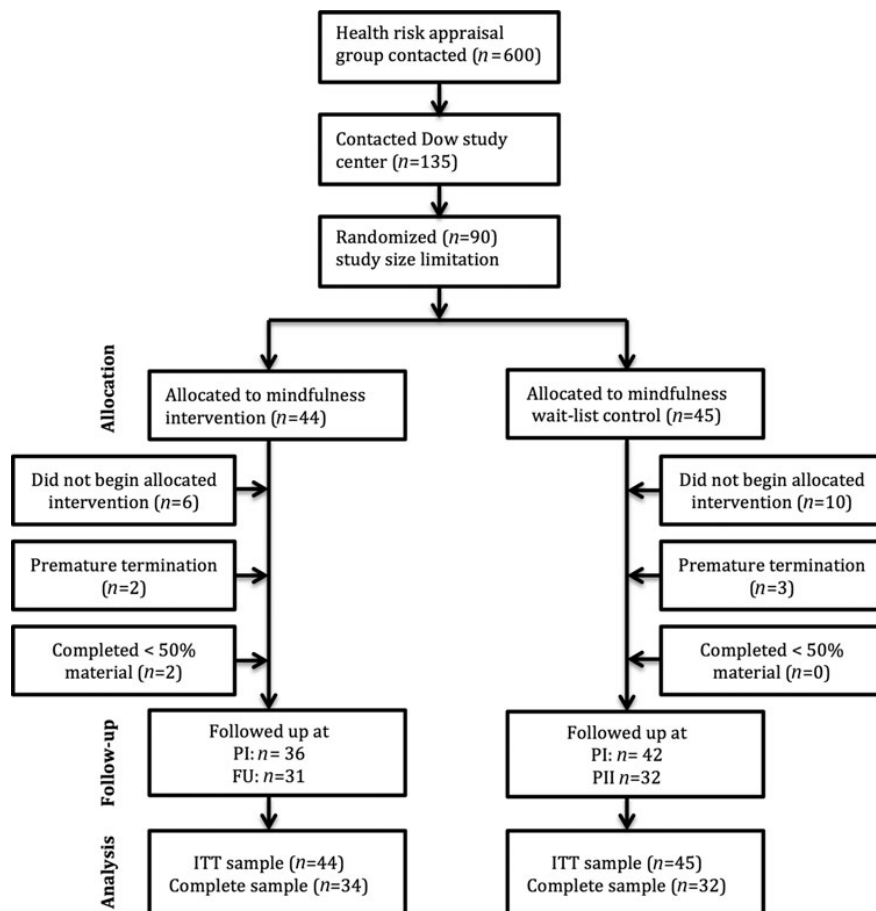 Health risk appraisal
group contacted (n=600)
Contacted Dow study
center (n=135)
Randomized (n=90)
study size limitation
Allocation
Allocated to mindfulness
intervention (n=44)
Allocated to mindfulness
wait-list control (n=45)
Did not begin allocated
intervention (n=6)
Did not begin allocated
intervention (n=10)
Premature termination
(n=2)
Premature termination
(n=3)
Completed < 50%
material (n=2)
Completed < 50%
material (n=0)
Follow-up
Followed up at
PI: n= 36
FU: n=31
Followed up at
PI: n= 42
PII n=32
Analysis
ITT sample (n=44)
Complete sample (n=34)
ITT sample (n=45)
Complete sample (n=32)